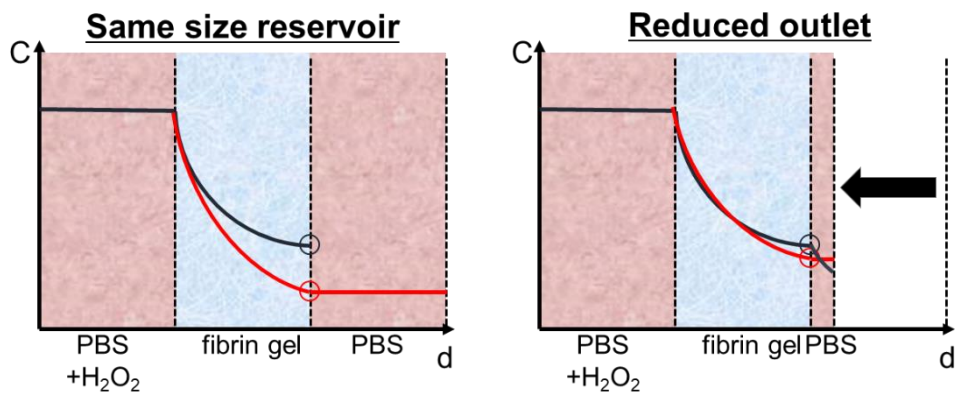 Same size reservoir
C
PBS
+H₂O₂
fibrin gel
PBS
d
Reduced outlet
C
PBS
+H₂O₂
fibrin gel
PBS
d